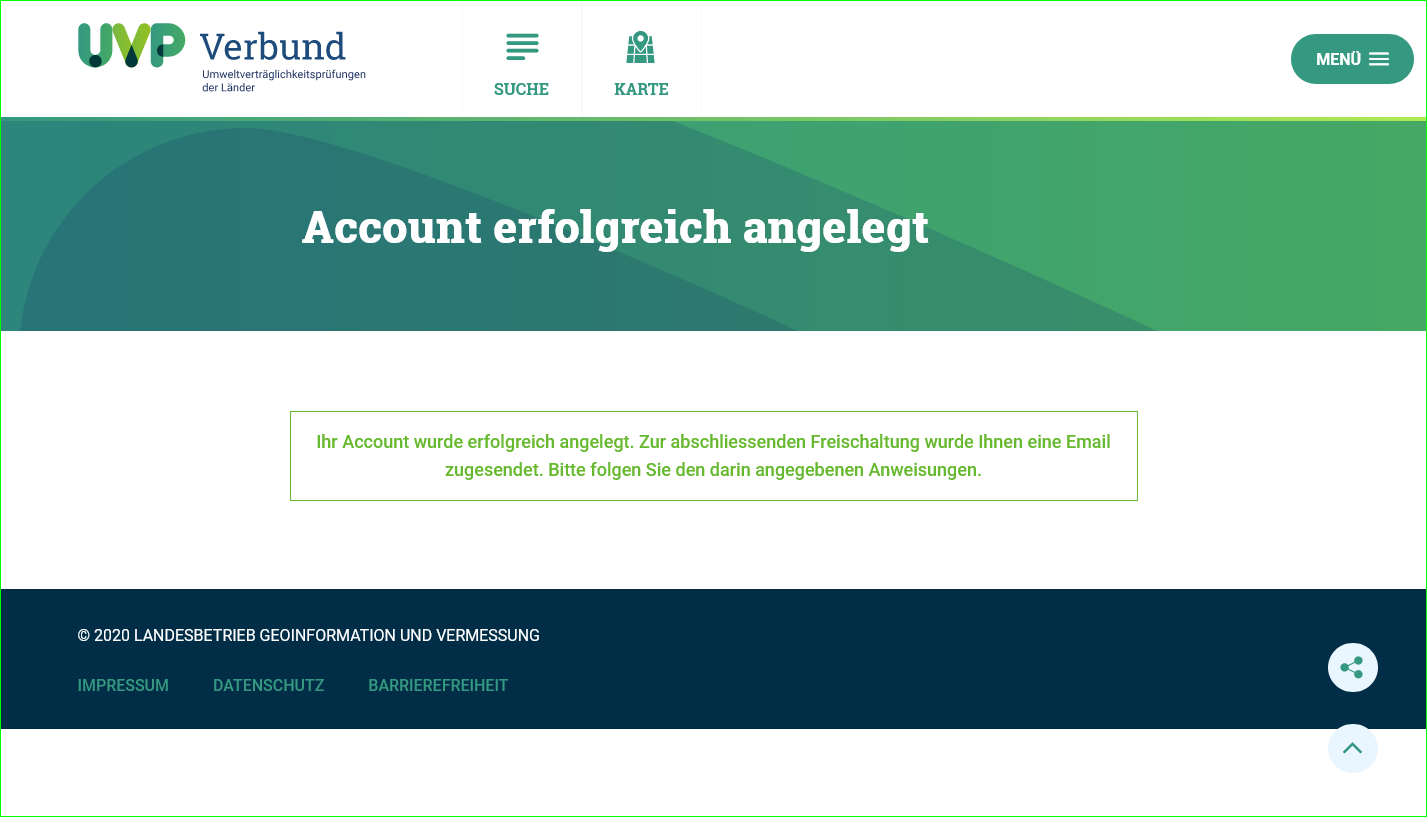 UVP Verbund
Umweltverträglichkeitsprüfungen
der Länder
SUCHE
KARTE
MENÜ
Account erfolgreich angelegt
Ihr Account wurde erfolgreich angelegt. Zur abschliessenden Freischaltung wurde Ihnen eine Email
zugesendet. Bitte folgen Sie den darin angegebenen Anweisungen.
© 2020 LANDESBETRIEB GEOINFORMATION UND VERMESSUNG
IMPRESSUM DATENSCHUTZ BARRIEREFREIHEIT